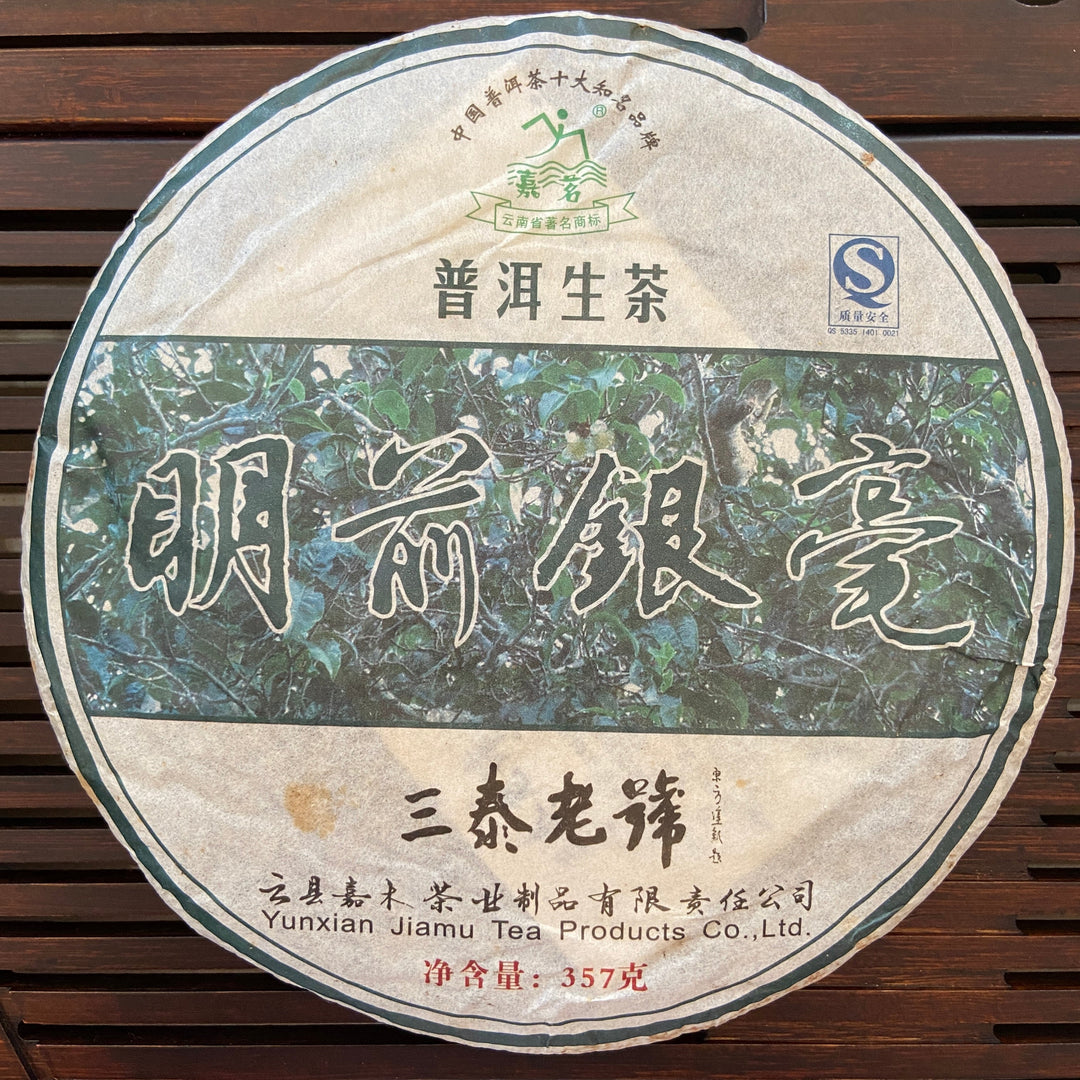 中国普洱茶十大知名品牌
®
嘉茗
云南省著名商标
普洱生茶
质量安全
QS 5335 1401 0021
明前银毫
三泰老號
云县嘉木茶业制品有限责任公司
Yunxian Jiamu Tea Products Co.,Ltd.
净含量：357克